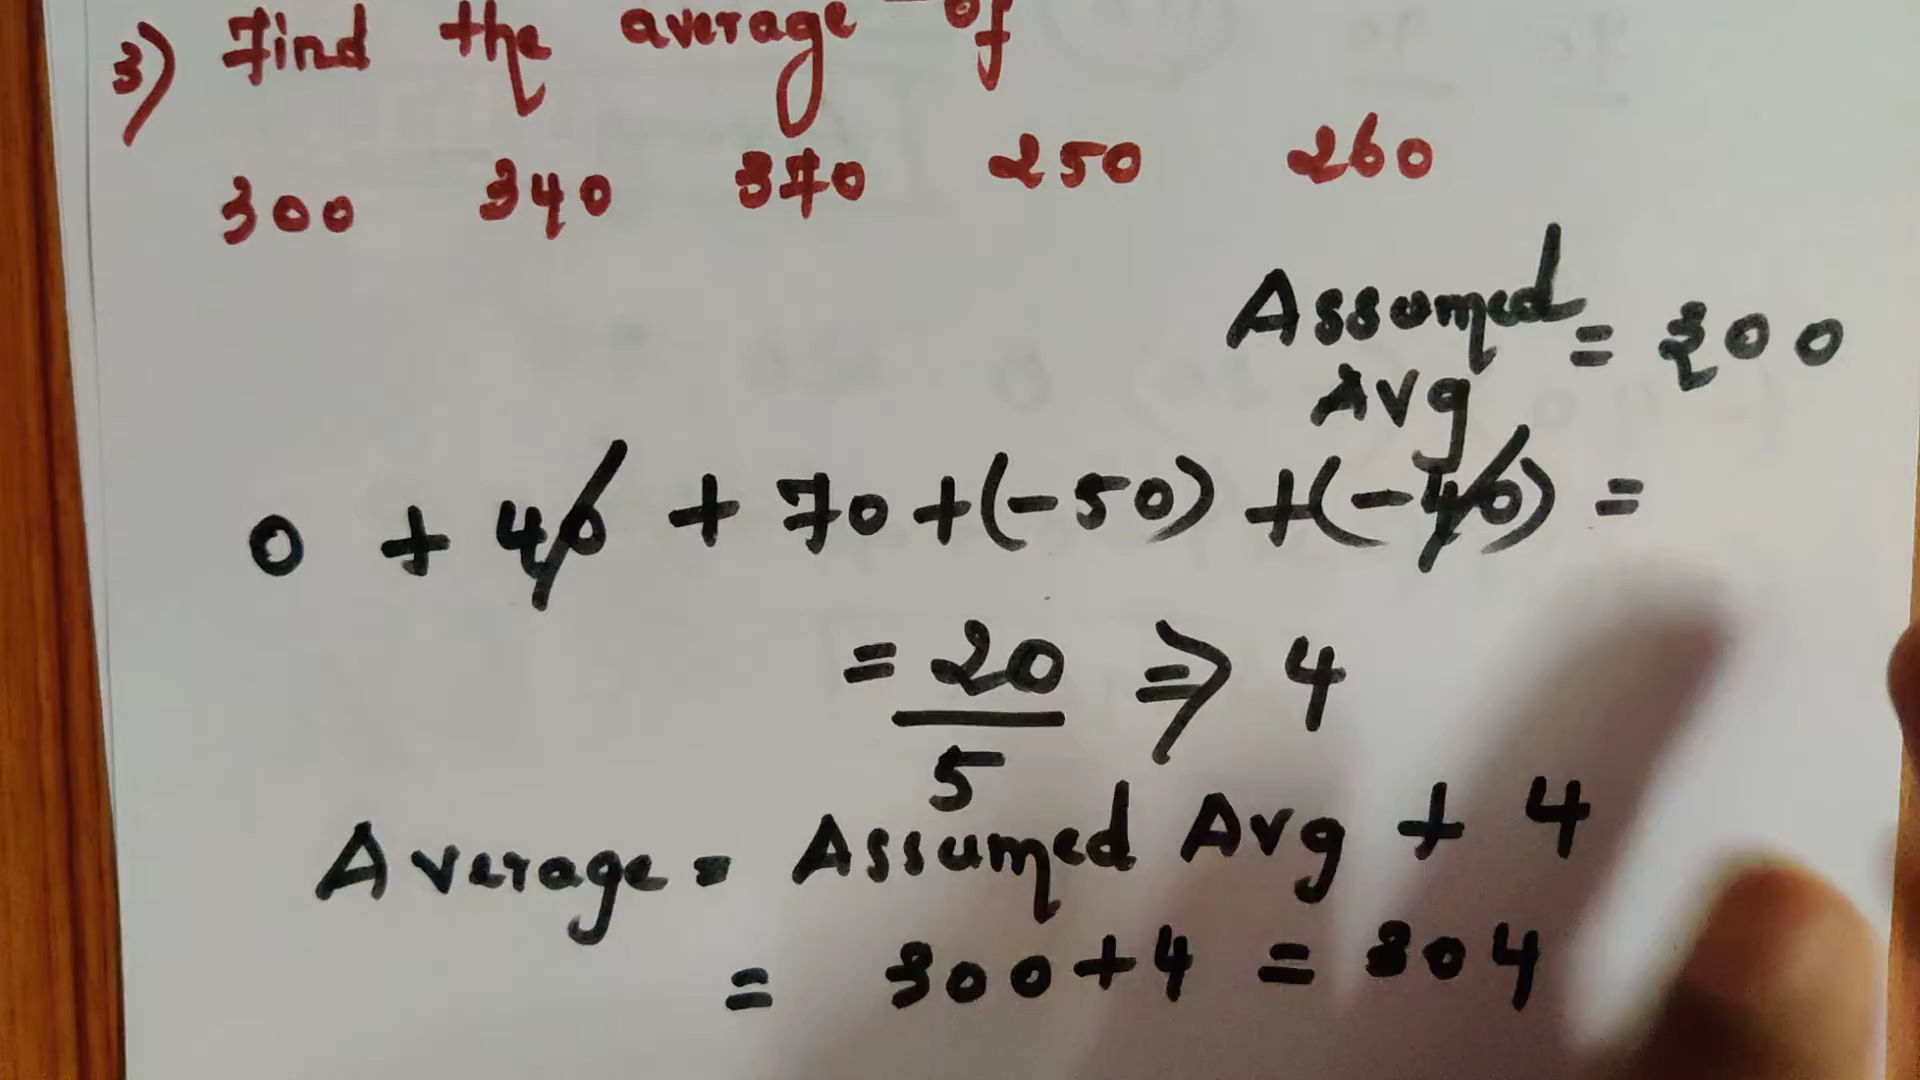 3) Find the average of
300 340 370 250 260
Assumed
Avg = 300
0 + 40 + 70 + (-50) + (-40) =
= 20/5 ⇒ 4
Average = Assumed Avg + 4
= 300 + 4 = 304